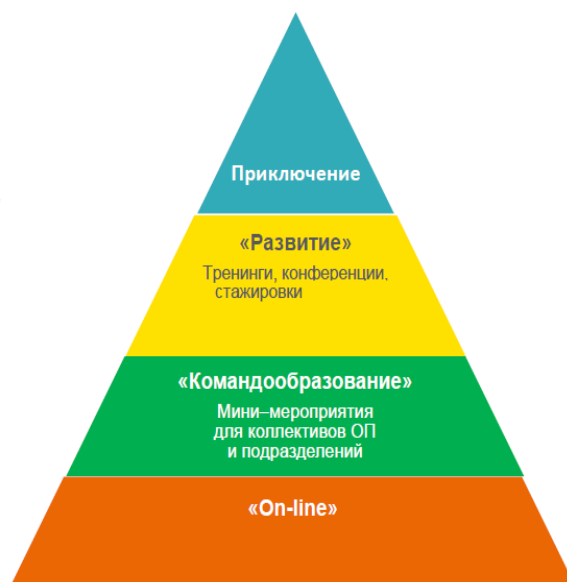 Приключение
«Развитие»
Тренинги, конференции,
стажировки
«Командообразование»
Мини–мероприятия
для коллективов ОП
и подразделений
«On-line»